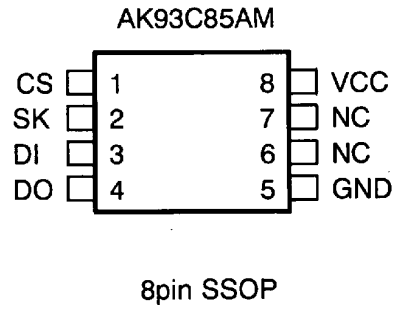 AK93C85AM
CS 1 8 VCC
SK 2 7 NC
DI 3 6 NC
DO 4 5 GND
8pin SSOP